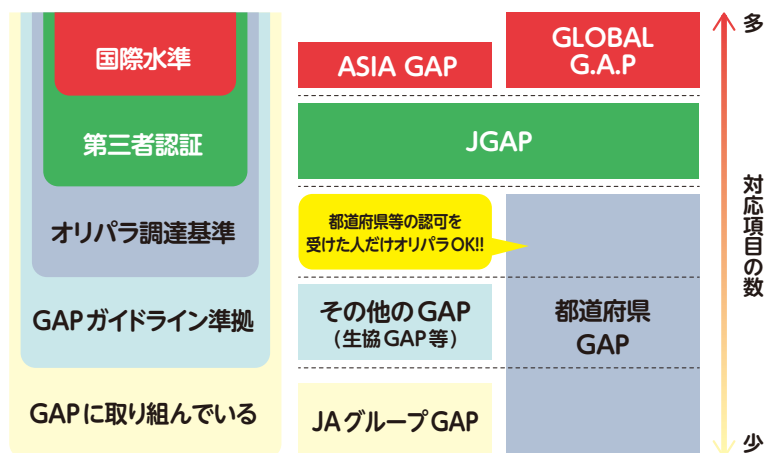 国際水準
第三者認証
オリパラ調達基準
GAPガイドライン準拠
GAPに取り組んでいる
ASIA GAP
GLOBAL
G.A.P
JGAP
都道府県等の認可を
受けた人だけオリパラOK!!
その他のGAP
(生協GAP等)
都道府県
GAP
JAグループGAP
多
対応項目の数
少